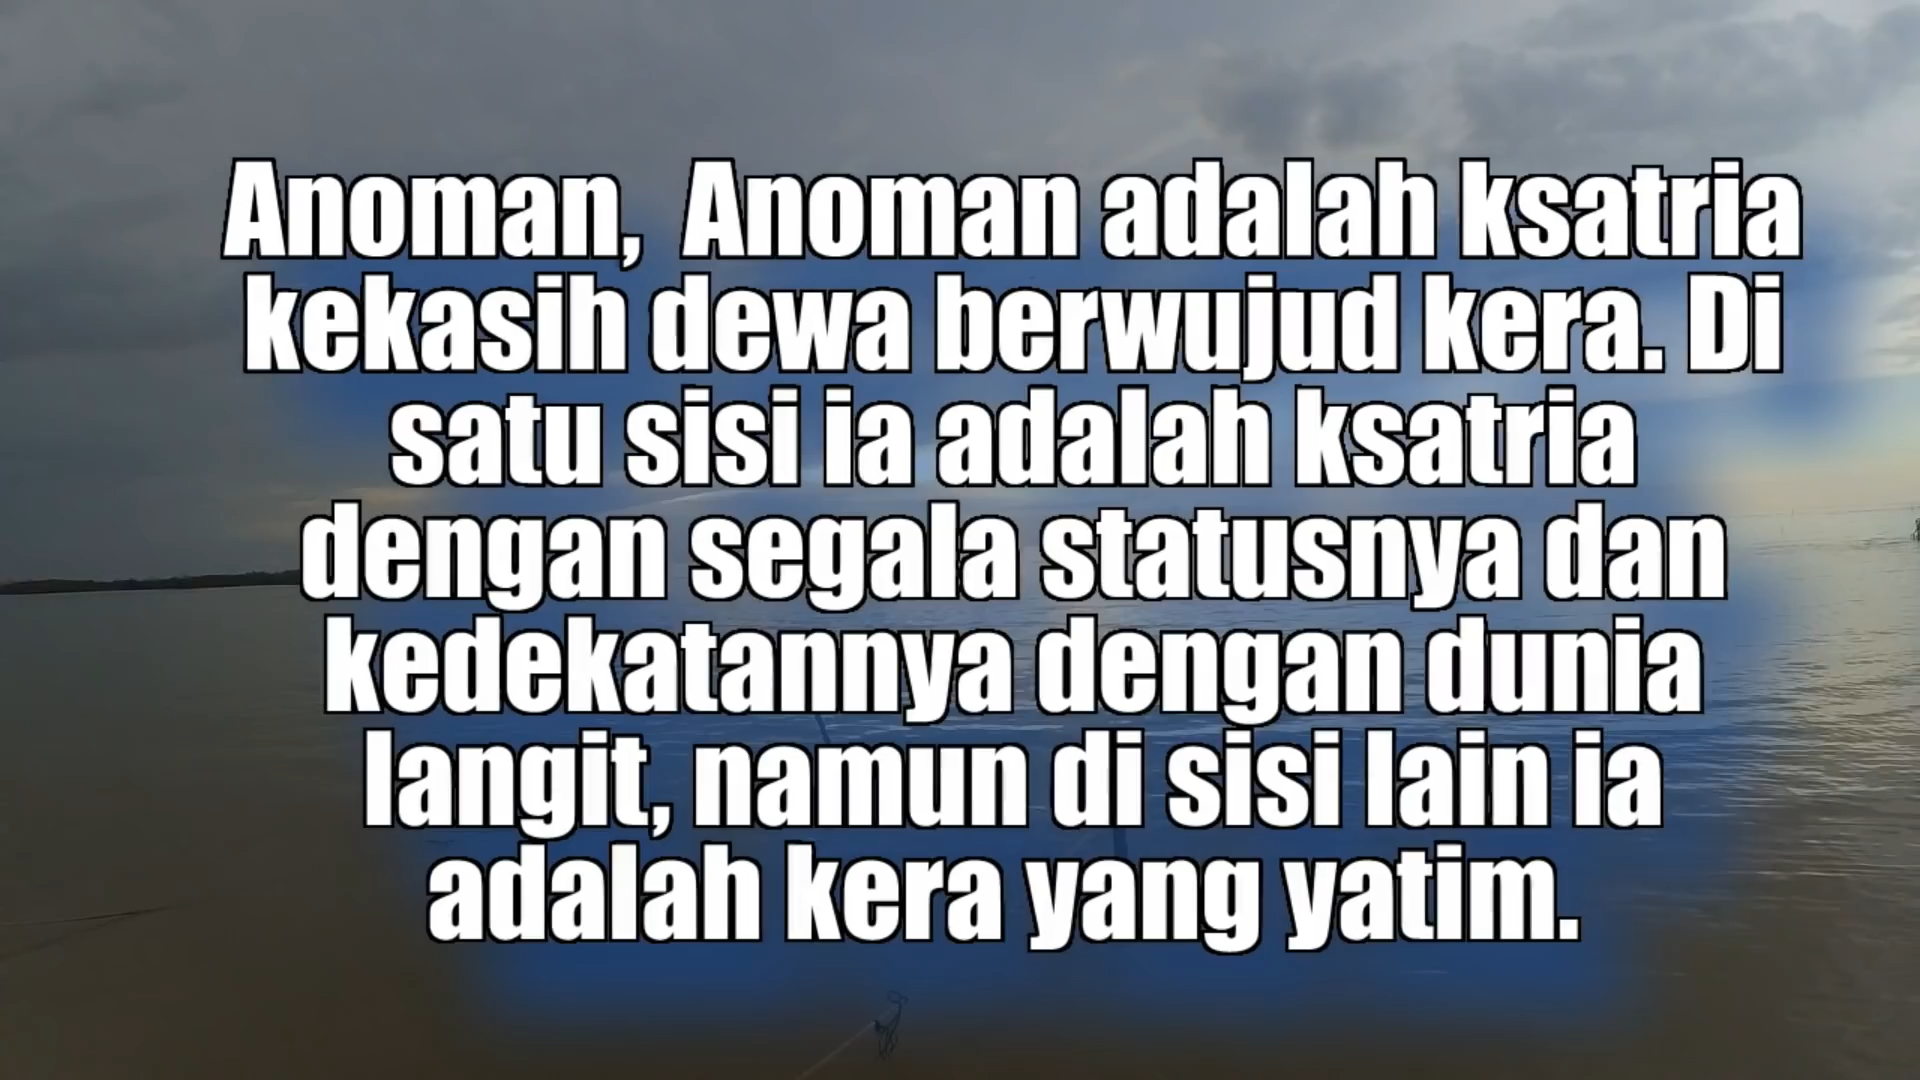 Anoman,  Anoman adalah ksatria
kekasih dewa berwujud kera. Di
satu sisi ia adalah ksatria
dengan segala statusnya dan
kedekatannya dengan dunia
langit, namun di sisi lain ia
adalah kera yang yatim.